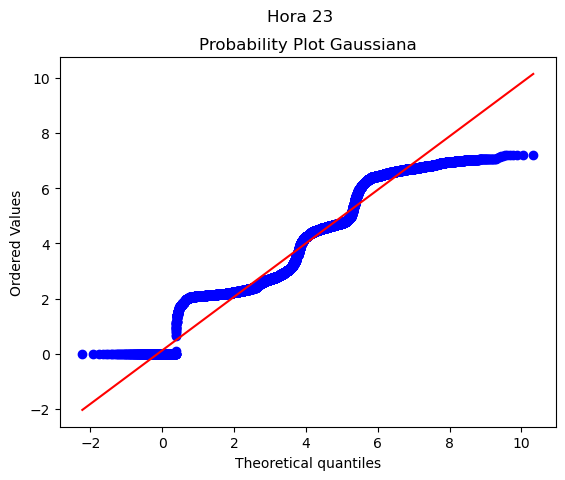 Hora 23
Probability Plot Gaussiana
Ordered Values
10
8
6
4
2
0
−2
−2 0 2 4 6 8 10
Theoretical quantiles